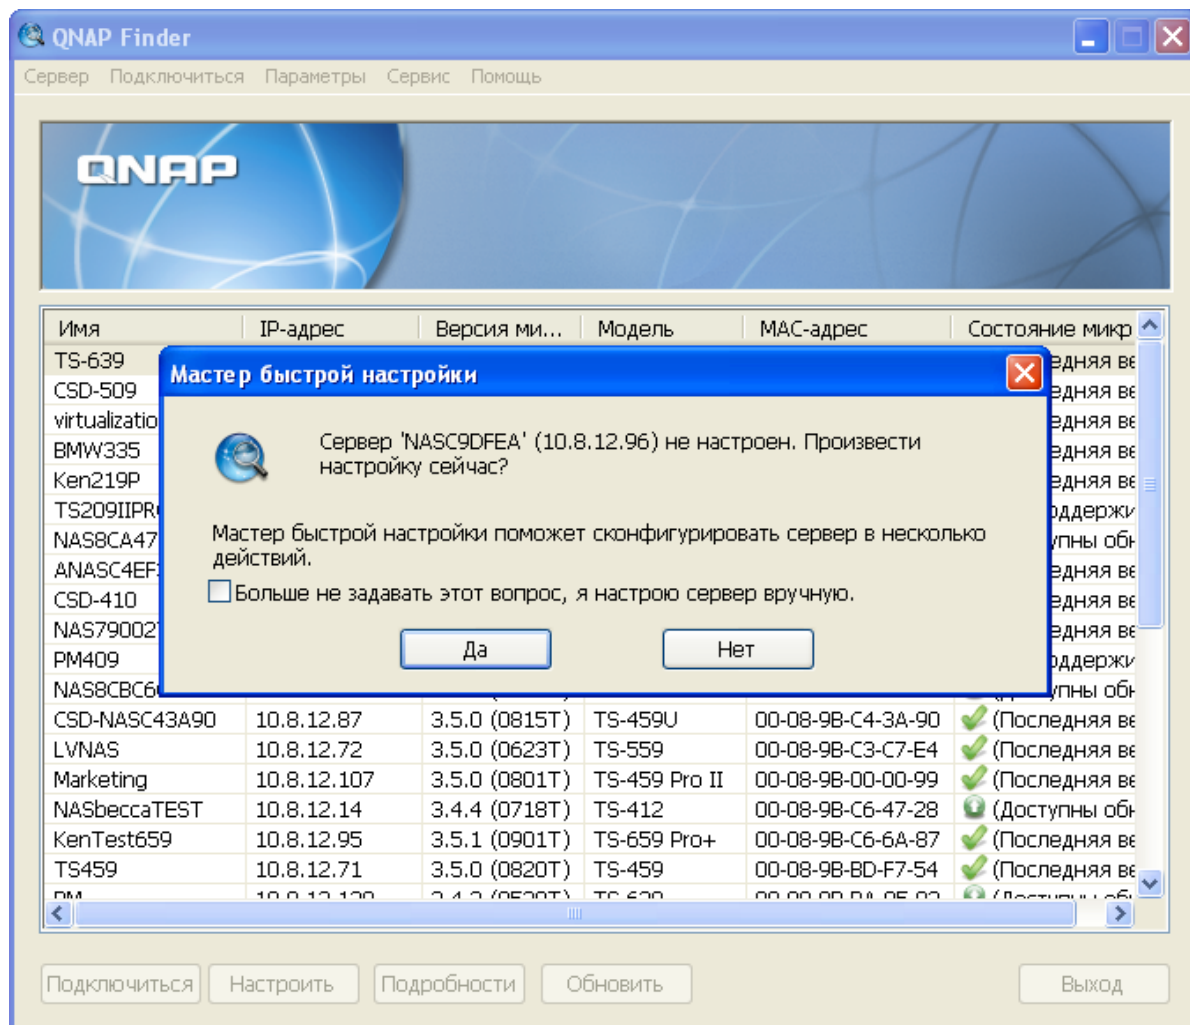 QNAP Finder
Сервер Подключиться Параметры Сервис Помощь
QNAP
Имя IP-адрес Версия ми... Модель MAC-адрес Состояние микр
TS-639
CSD-509
virtualizatio
BMW335
Ken219P
TS209IIPR
NAS8CA47
ANASC4EF
CSD-410
NAS79002
PM409
NAS8CBC6
Мастер быстрой настройки
Сервер 'NASC9DFEA' (10.8.12.96) не настроен. Произвести
настройку сейчас?
Мастер быстрой настройки поможет сконфигурировать сервер в несколько
действий.
Больше не задавать этот вопрос, я настрою сервер вручную.
Да Нет
CSD-NASC43A90 10.8.12.87 3.5.0 (0815T) TS-459U 00-08-9B-C4-3A-90 (Последняя ве
LVNAS 10.8.12.72 3.5.0 (0623T) TS-559 00-08-9B-C3-C7-E4 (Последняя ве
Marketing 10.8.12.107 3.5.0 (0801T) TS-459 Pro II 00-08-9B-00-00-99 (Последняя ве
NASbeccaTEST 10.8.12.14 3.4.4 (0718T) TS-412 00-08-9B-C6-47-28 (Доступны обн
KenTest659 10.8.12.95 3.5.1 (0901T) TS-659 Pro+ 00-08-9B-C6-6A-87 (Последняя ве
TS459 10.8.12.71 3.5.0 (0820T) TS-459 00-08-9B-BD-F7-54 (Последняя ве
Подключиться Настроить Подробности Обновить Выход